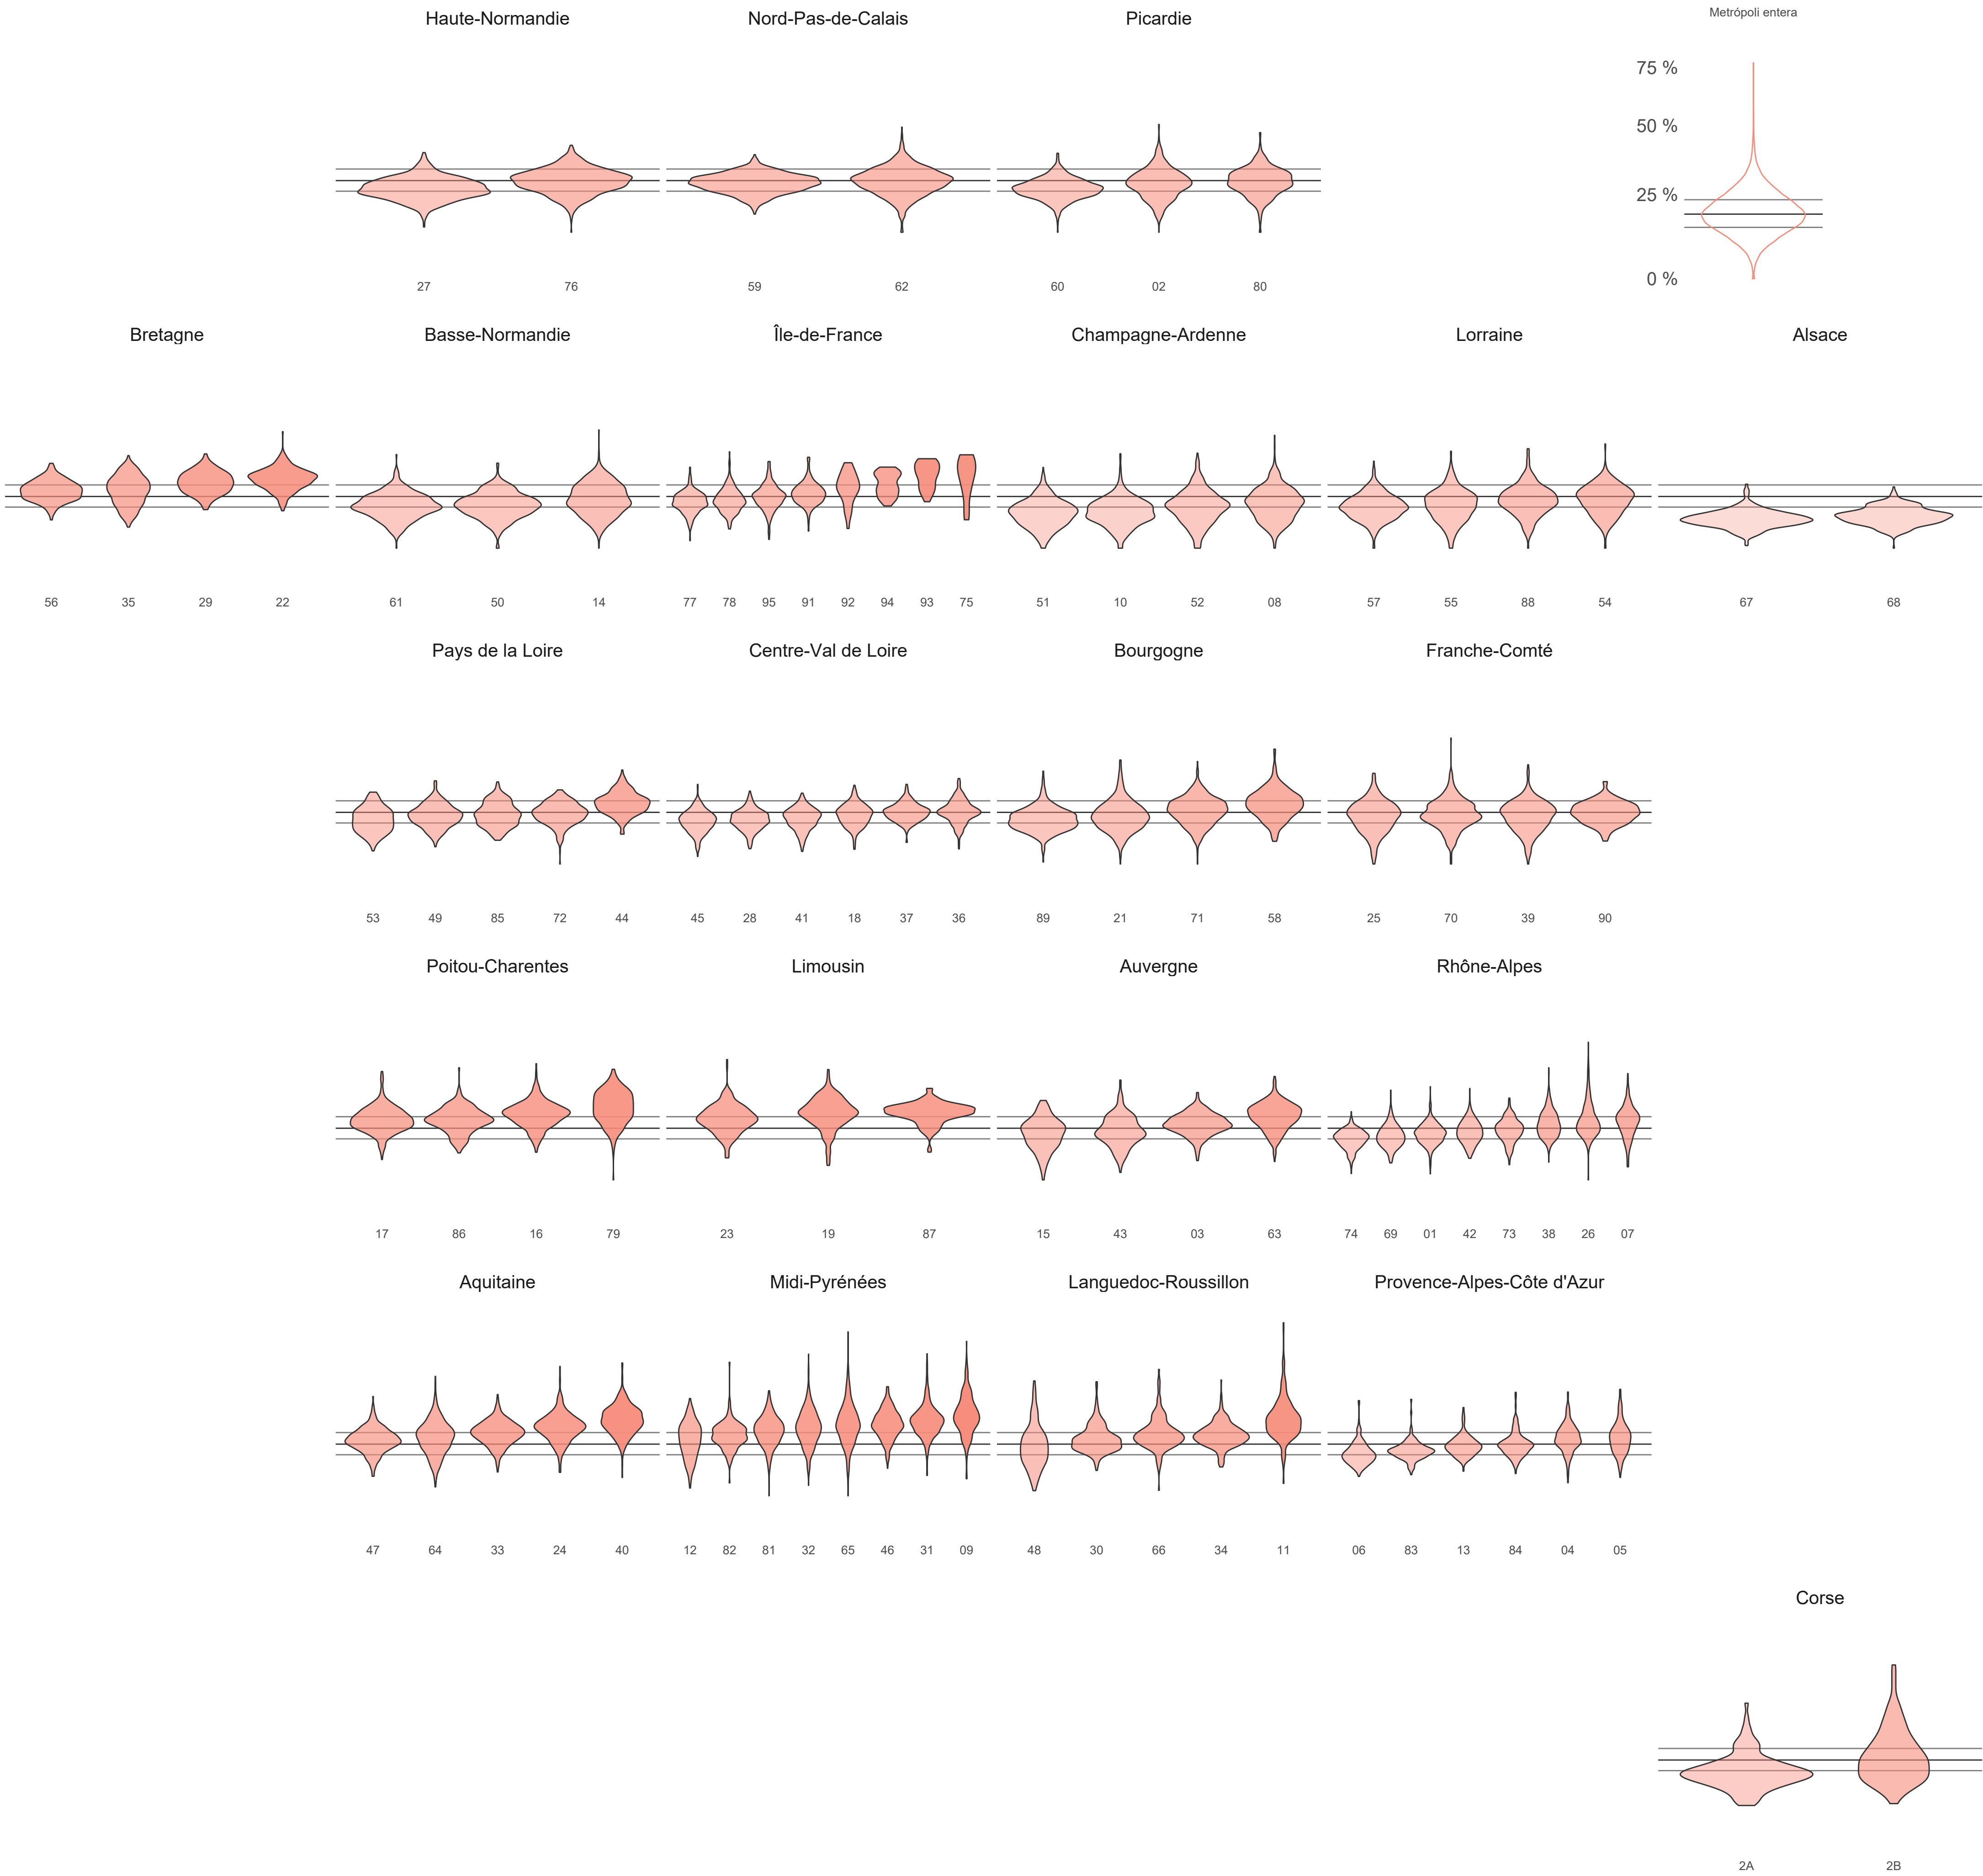 Haute-Normandie Nord-Pas-de-Calais Picardie Metrópoli entera
75 %
50 %
25 %
0 %
27 76 59 62 60 02 80
Bretagne Basse-Normandie Île-de-France Champagne-Ardenne Lorraine Alsace
56 35 29 22 61 50 14 77 78 95 91 92 94 93 75 51 10 52 08 57 55 88 54 67 68
Pays de la Loire Centre-Val de Loire Bourgogne Franche-Comté
53 49 85 72 44 45 28 41 18 37 36 89 21 71 58 25 70 39 90
Poitou-Charentes Limousin Auvergne Rhône-Alpes
17 86 16 79 23 19 87 15 43 03 63 74 69 01 42 73 38 26 07
Aquitaine Midi-Pyrénées Languedoc-Roussillon Provence-Alpes-Côte d'Azur
47 64 33 24 40 12 82 81 32 65 46 31 09 48 30 66 34 11 06 83 13 84 04 05
Corse
2A 2B